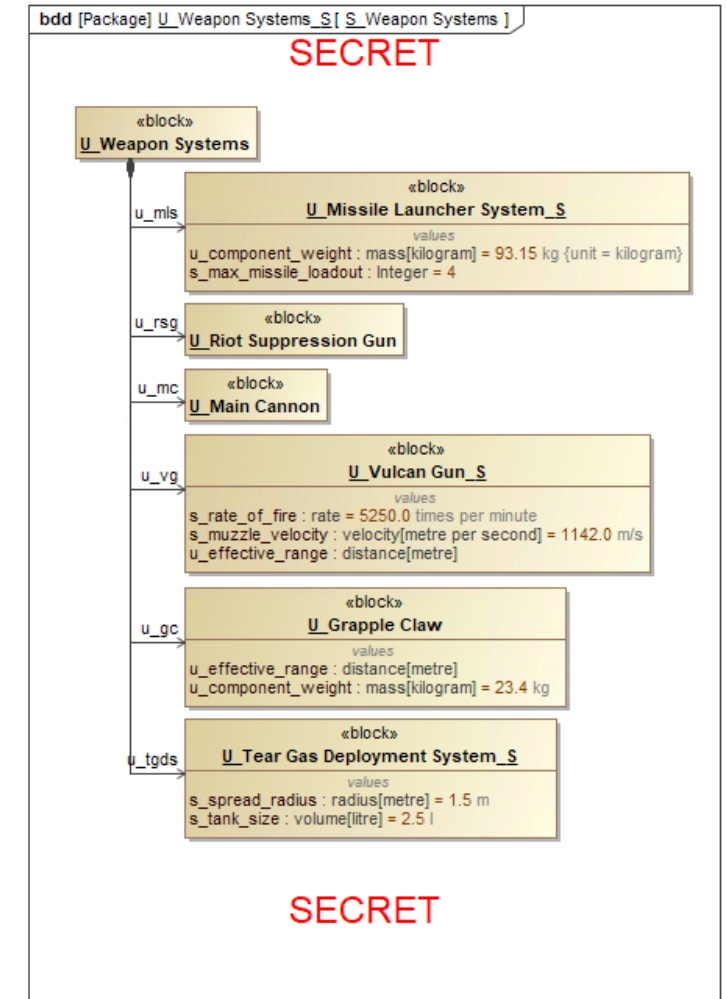 bdd [Package] U_Weapon Systems_S[ S_Weapon Systems ]
SECRET
«block»
U_Weapon Systems
u_mls
«block»
U_Missile Launcher System_S
values
u_component_weight : mass[kilogram] = 93.15 kg {unit = kilogram}
s_max_missile_loadout : Integer = 4
u_rsg
«block»
U_Riot Suppression Gun
u_mc
«block»
U_Main Cannon
u_vg
«block»
U_Vulcan Gun_S
values
s_rate_of_fire : rate = 5250.0 times per minute
s_muzzle_velocity : velocity[metre per second] = 1142.0 m/s
u_effective_range : distance[metre]
u_gc
«block»
U_Grapple Claw
values
u_effective_range : distance[metre]
u_component_weight : mass[kilogram] = 23.4 kg
u_tgds
«block»
U_Tear Gas Deployment System_S
values
s_spread_radius : radius[metre] = 1.5 m
s_tank_size : volume[litre] = 2.5 l
SECRET